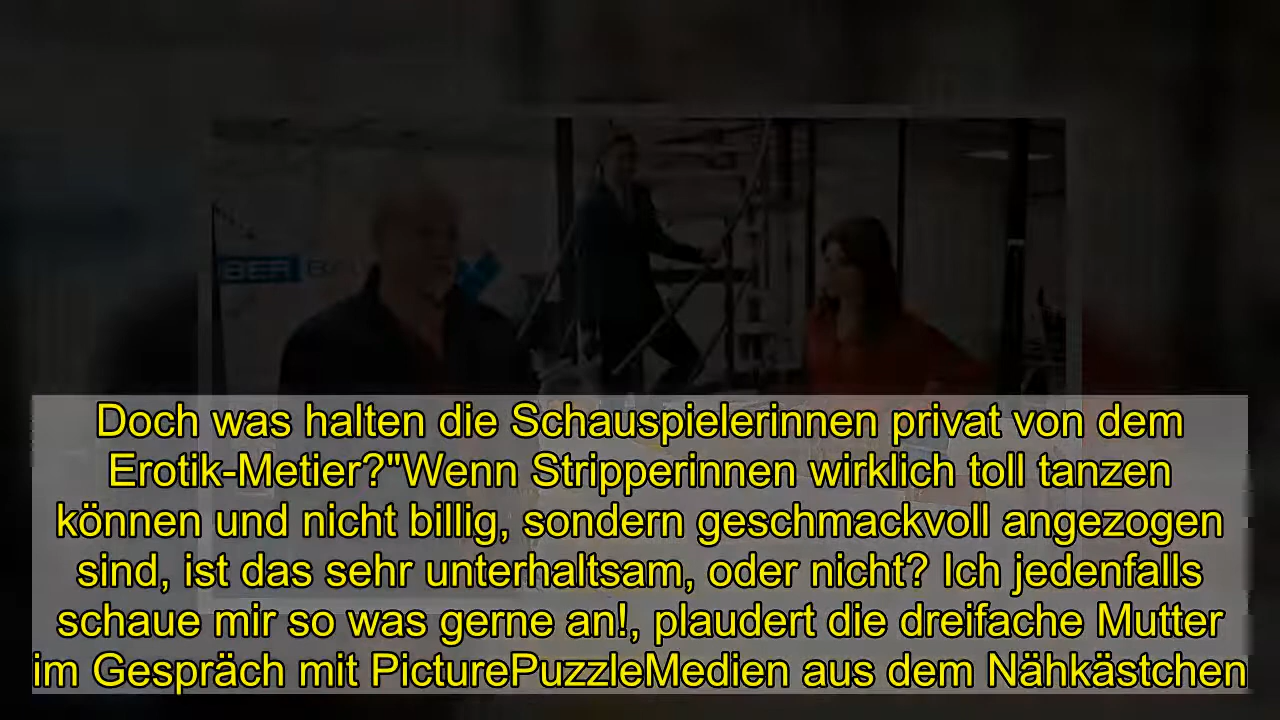 BER BAU
Doch was halten die Schauspielerinnen privat von dem
Erotik-Metier?"Wenn Stripperinnen wirklich toll tanzen
können und nicht billig, sondern geschmackvoll angezogen
sind, ist das sehr unterhaltsam, oder nicht? Ich jedenfalls
schaue mir so was gerne an!, plaudert die dreifache Mutter
im Gespräch mit PicturePuzzleMedien aus dem Nähkästchen